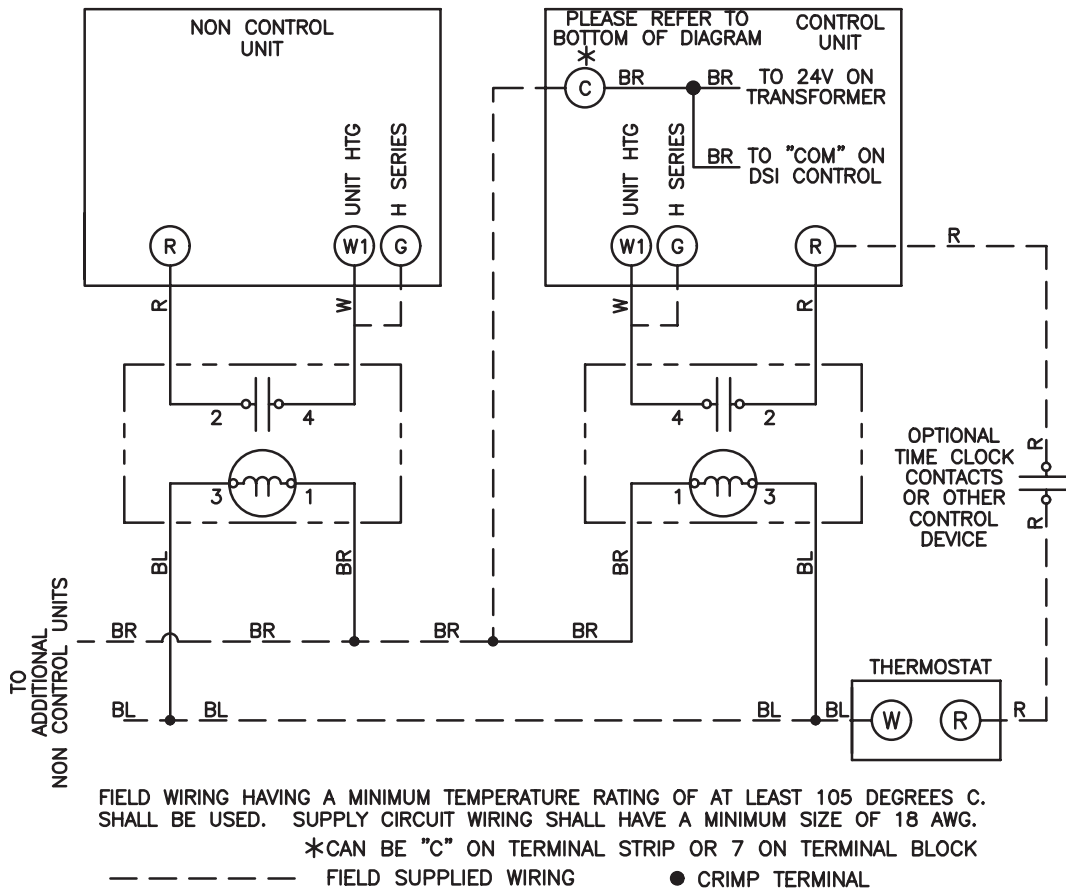 NON CONTROL
UNIT
PLEASE REFER TO
BOTTOM OF DIAGRAM
*
CONTROL
UNIT
C
BR
BR
TO 24V ON
TRANSFORMER
BR
TO "COM" ON
DSI CONTROL
UNIT HTG
H SERIES
UNIT HTG
H SERIES
R
W1
G
W1
G
R
R
R
W
W
R
2
4
4
2
3
1
1
3
OPTIONAL
TIME CLOCK
CONTACTS
OR OTHER
CONTROL
DEVICE
R
R
BL
BR
BR
BL
TO
ADDITIONAL
NON CONTROL UNITS
BR
BR
BR
BR
BL
BL
BL
BL
THERMOSTAT
W
R
R
FIELD WIRING HAVING A MINIMUM TEMPERATURE RATING OF AT LEAST 105 DEGREES C.
SHALL BE USED. SUPPLY CIRCUIT WIRING SHALL HAVE A MINIMUM SIZE OF 18 AWG.
*CAN BE "C" ON TERMINAL STRIP OR 7 ON TERMINAL BLOCK
FIELD SUPPLIED WIRING
CRIMP TERMINAL